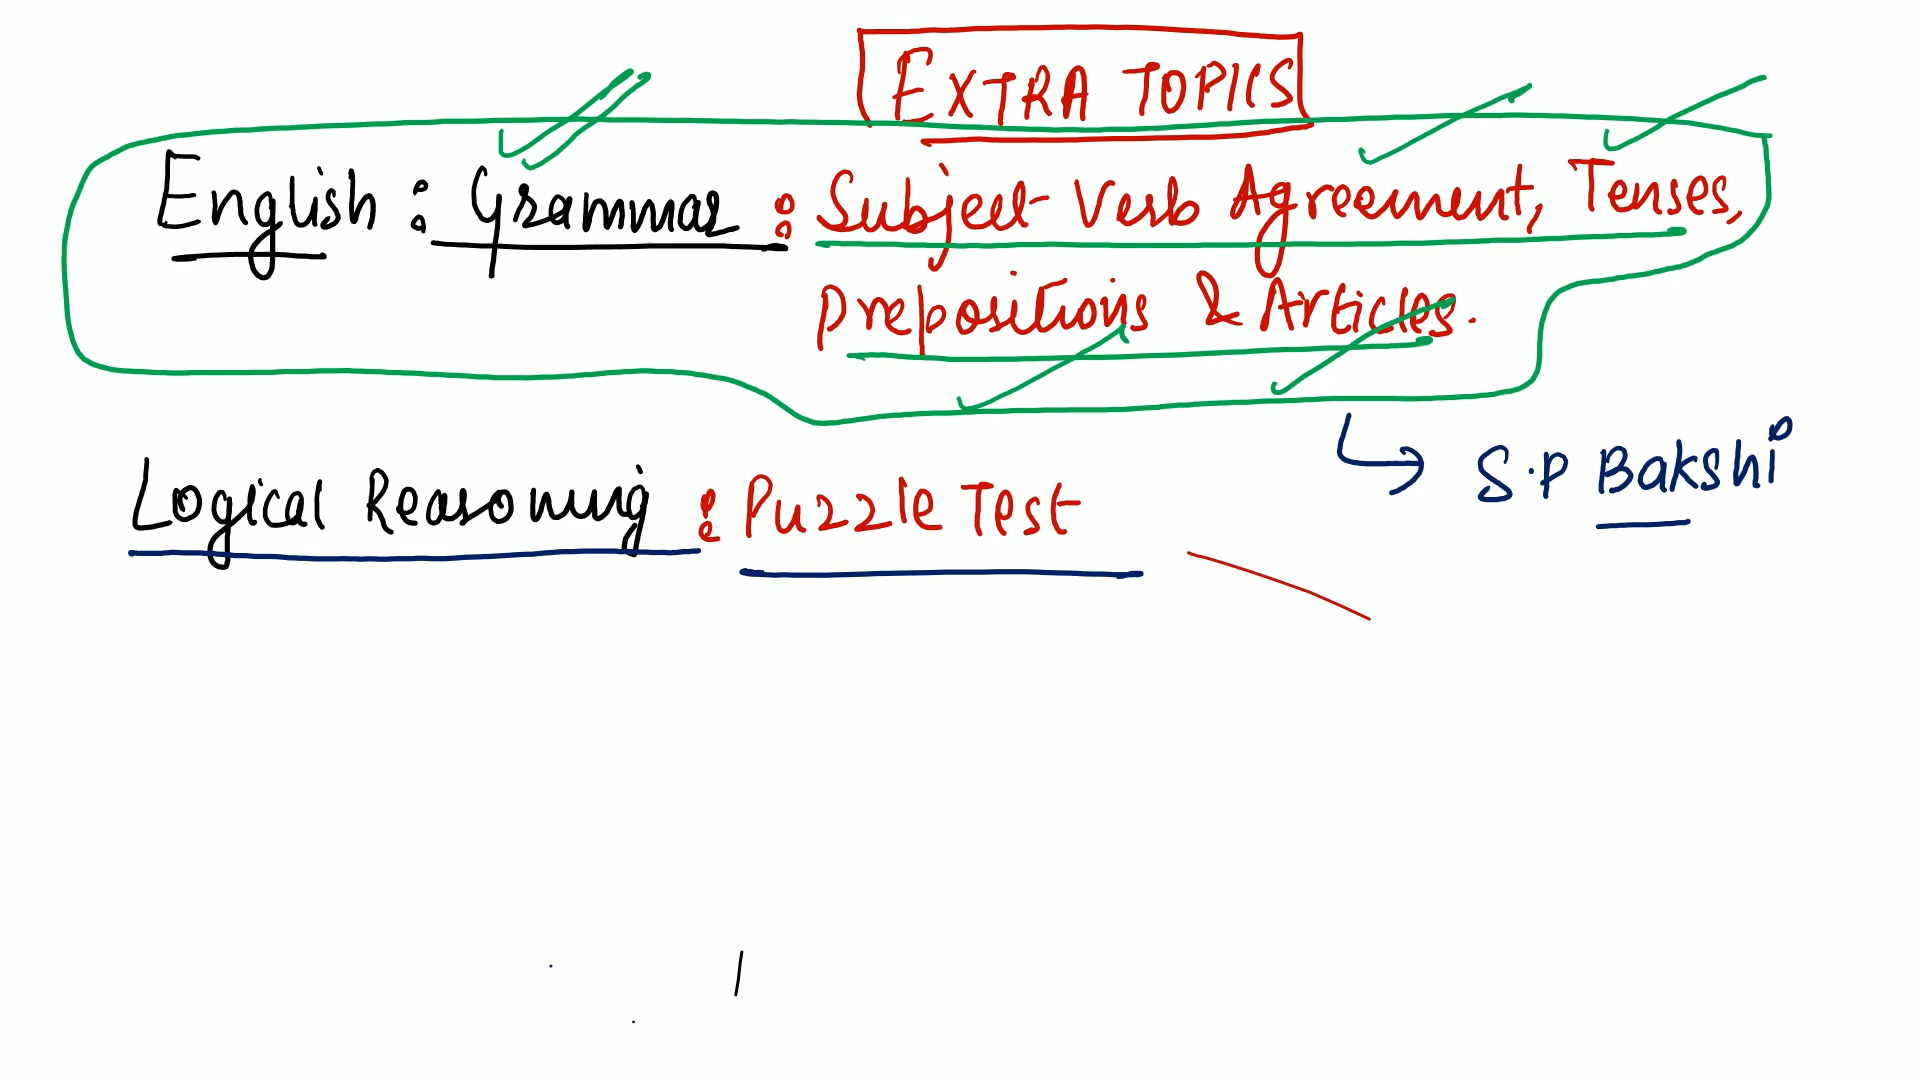 EXTRA TOPICS
English : Grammar : Subject-Verb Agreement, Tenses,
Prepositions & Articles.
S.P Bakshi
Logical Reasoning : Puzzle Test